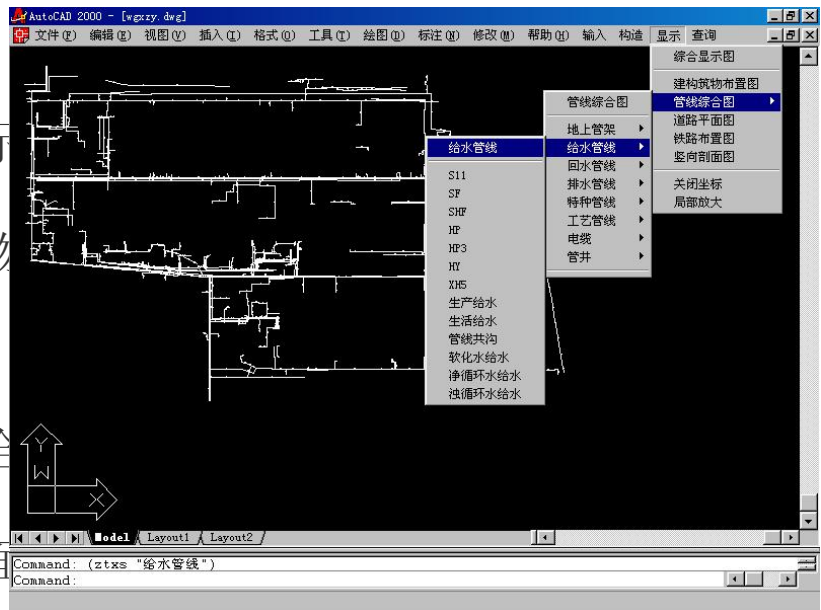 AutoCAD 2000 - [wgxzy.dwg]
文件(F) 编辑(E) 视图(V) 插入(I) 格式(O) 工具(T) 绘图(D) 标注(N) 修改(M) 帮助(H) 输入 构造 显示 查询
综合显示图
建构筑物布置图
管线综合图
道路平面图
铁路布置图
竖向剖面图
关闭坐标
局部放大
管线综合图
地上管架
给水管线
回水管线
排水管线
特种管线
工艺管线
电缆
管井
给水管线
S11
SF
SHF
HP
HP3
HY
XH5
生产给水
生活给水
管线共沟
软化水给水
净循环水给水
浊循环水给水
Y
W
X
Model Layout1 Layout2
Command: (ztxs "给水管线")
Command: